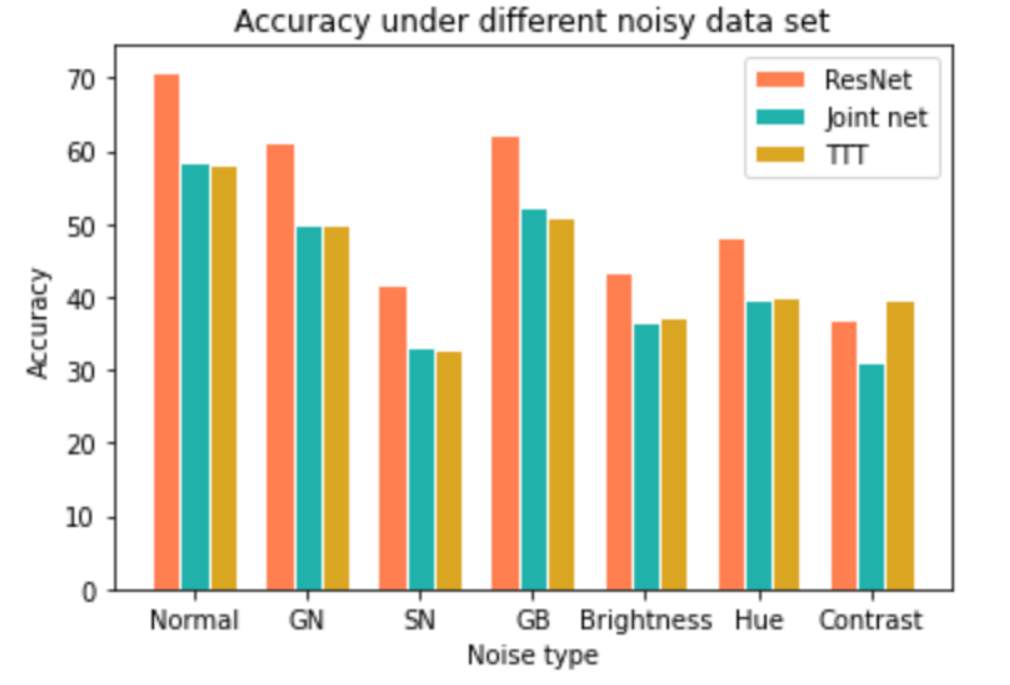 Accuracy under different noisy data set
ResNet
Joint net
TTT
Accuracy
70
60
50
40
30
20
10
0
Normal GN SN GB Brightness Hue Contrast
Noise type